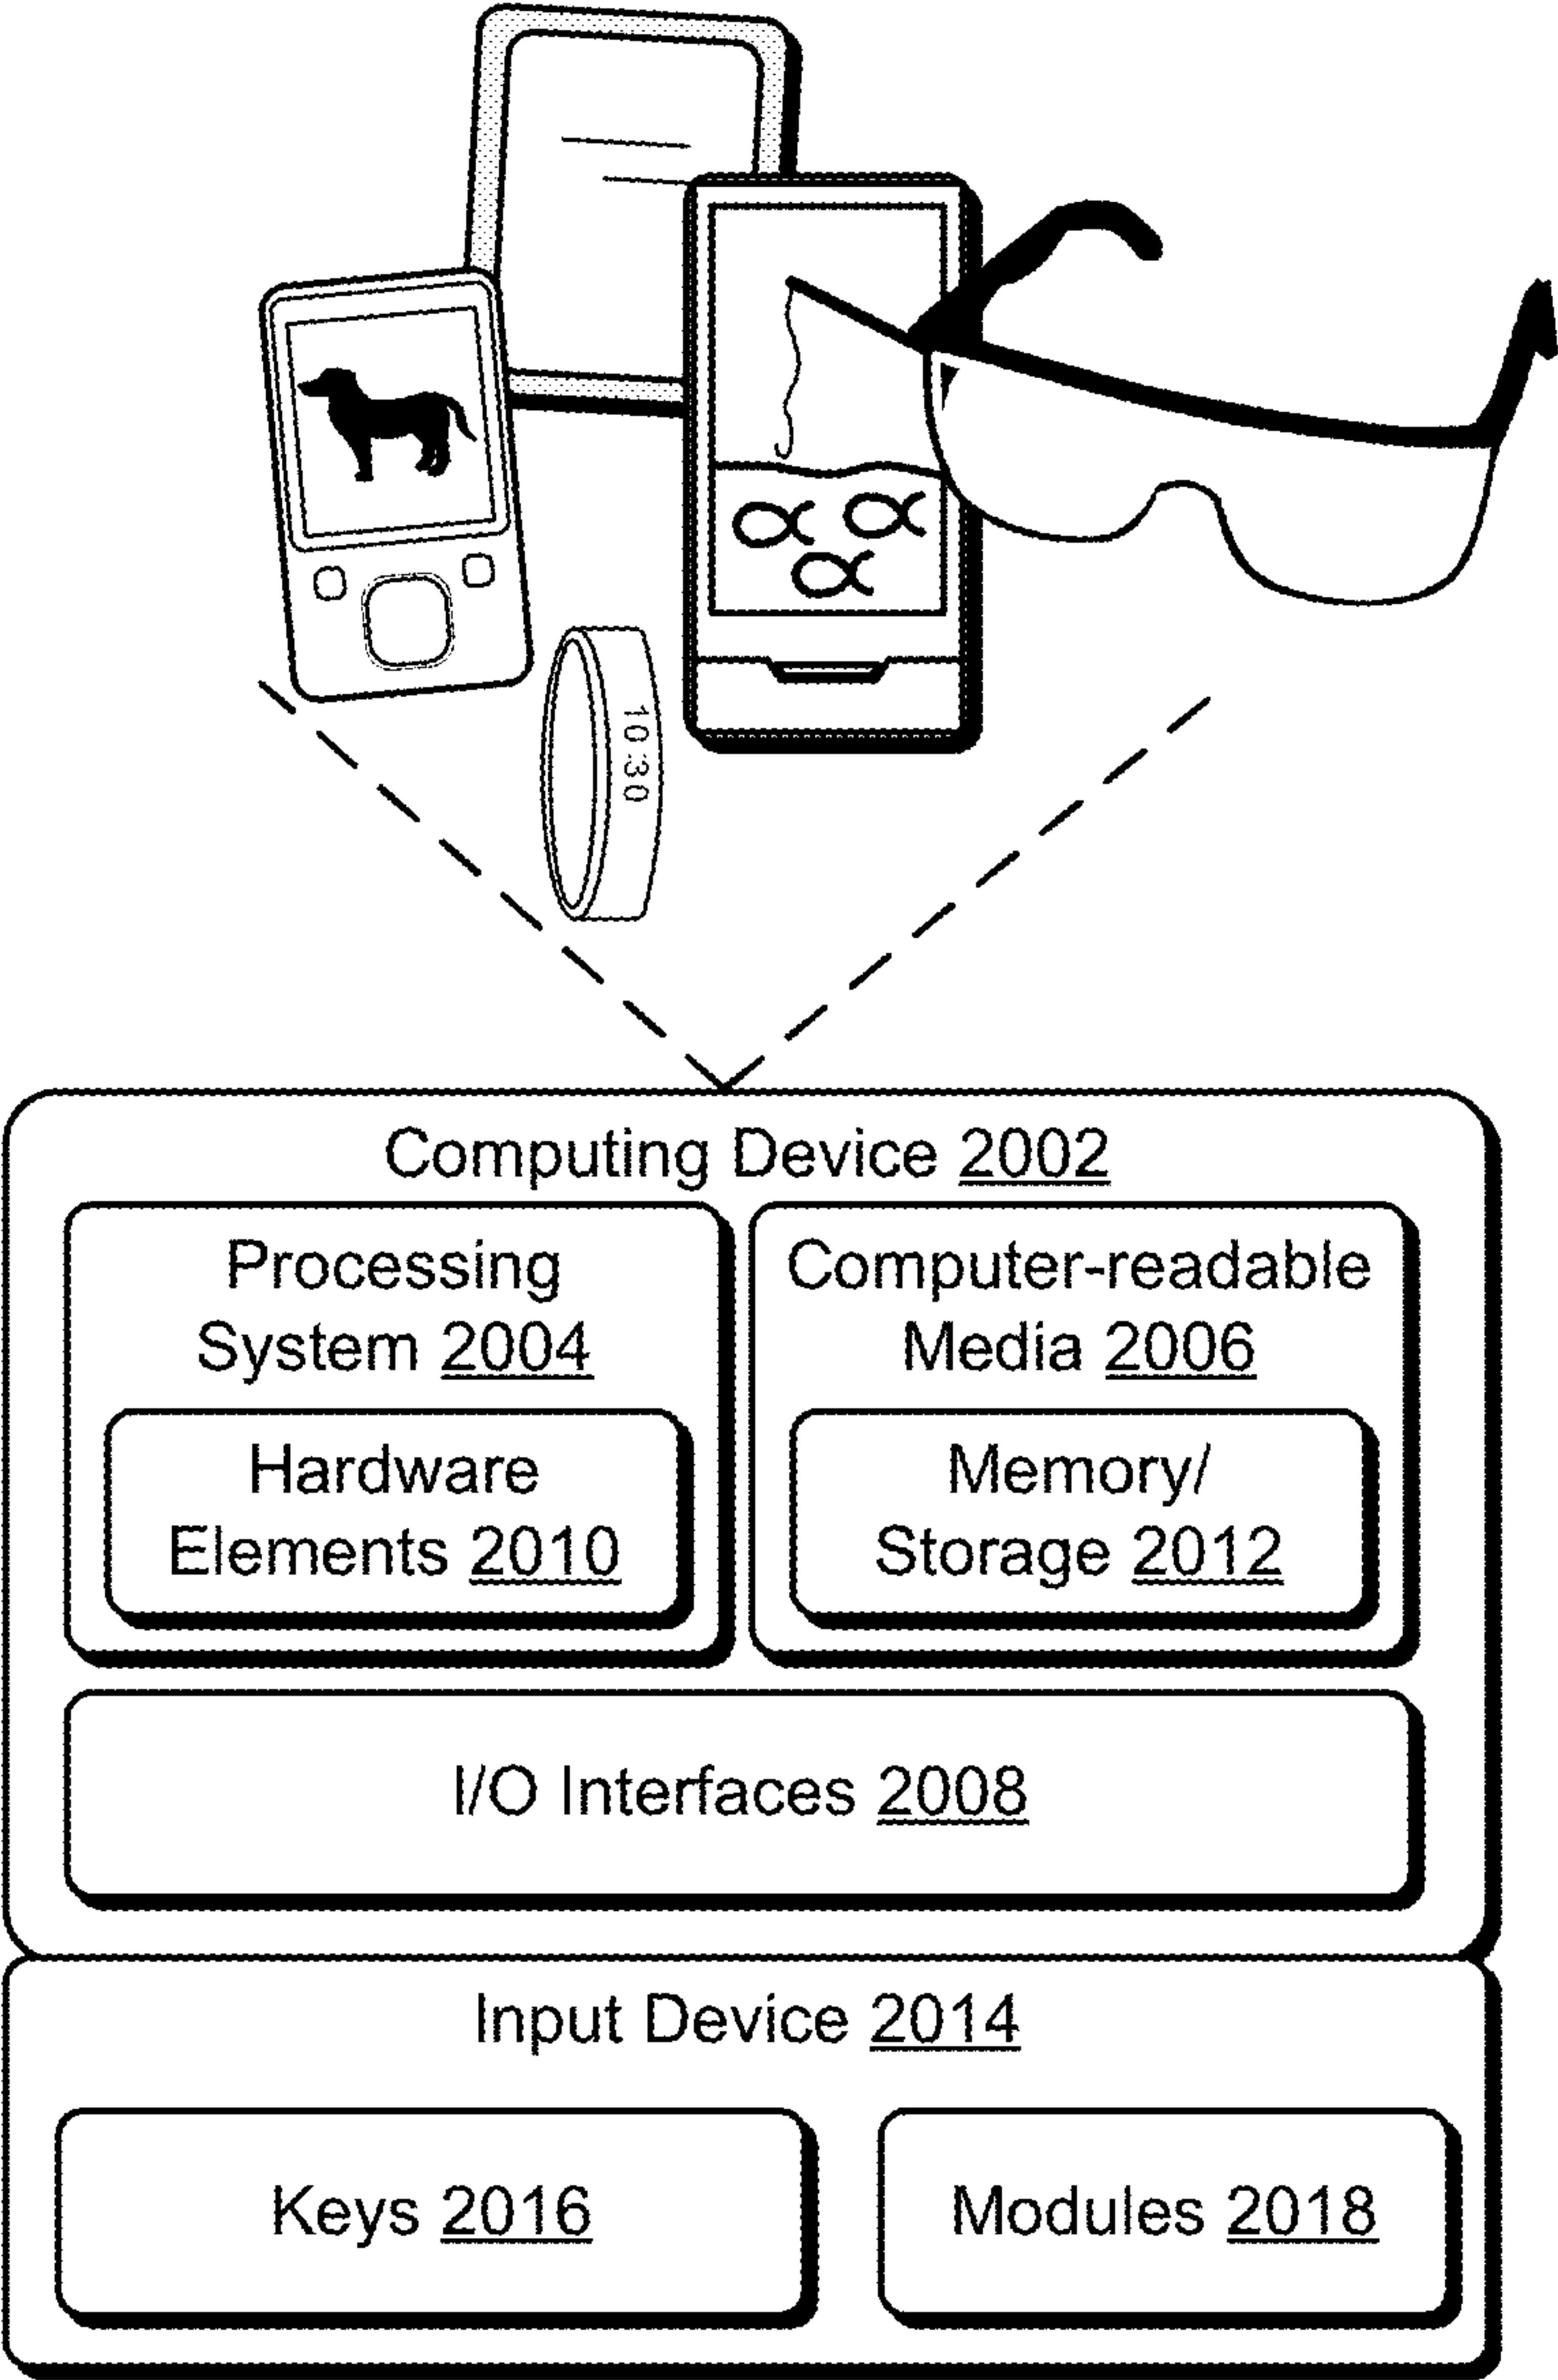 10:30
Computing Device 2002
Processing
System 2004
Hardware
Elements 2010
Computer-readable
Media 2006
Memory/
Storage 2012
I/O Interfaces 2008
Input Device 2014
Keys 2016
Modules 2018